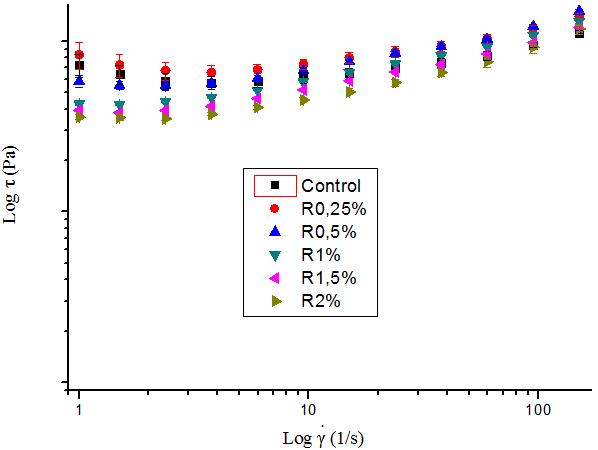 Log τ (Pa)
Control
R0,25%
R0,5%
R1%
R1,5%
R2%
1
10
100
Log γ̇ (1/s)